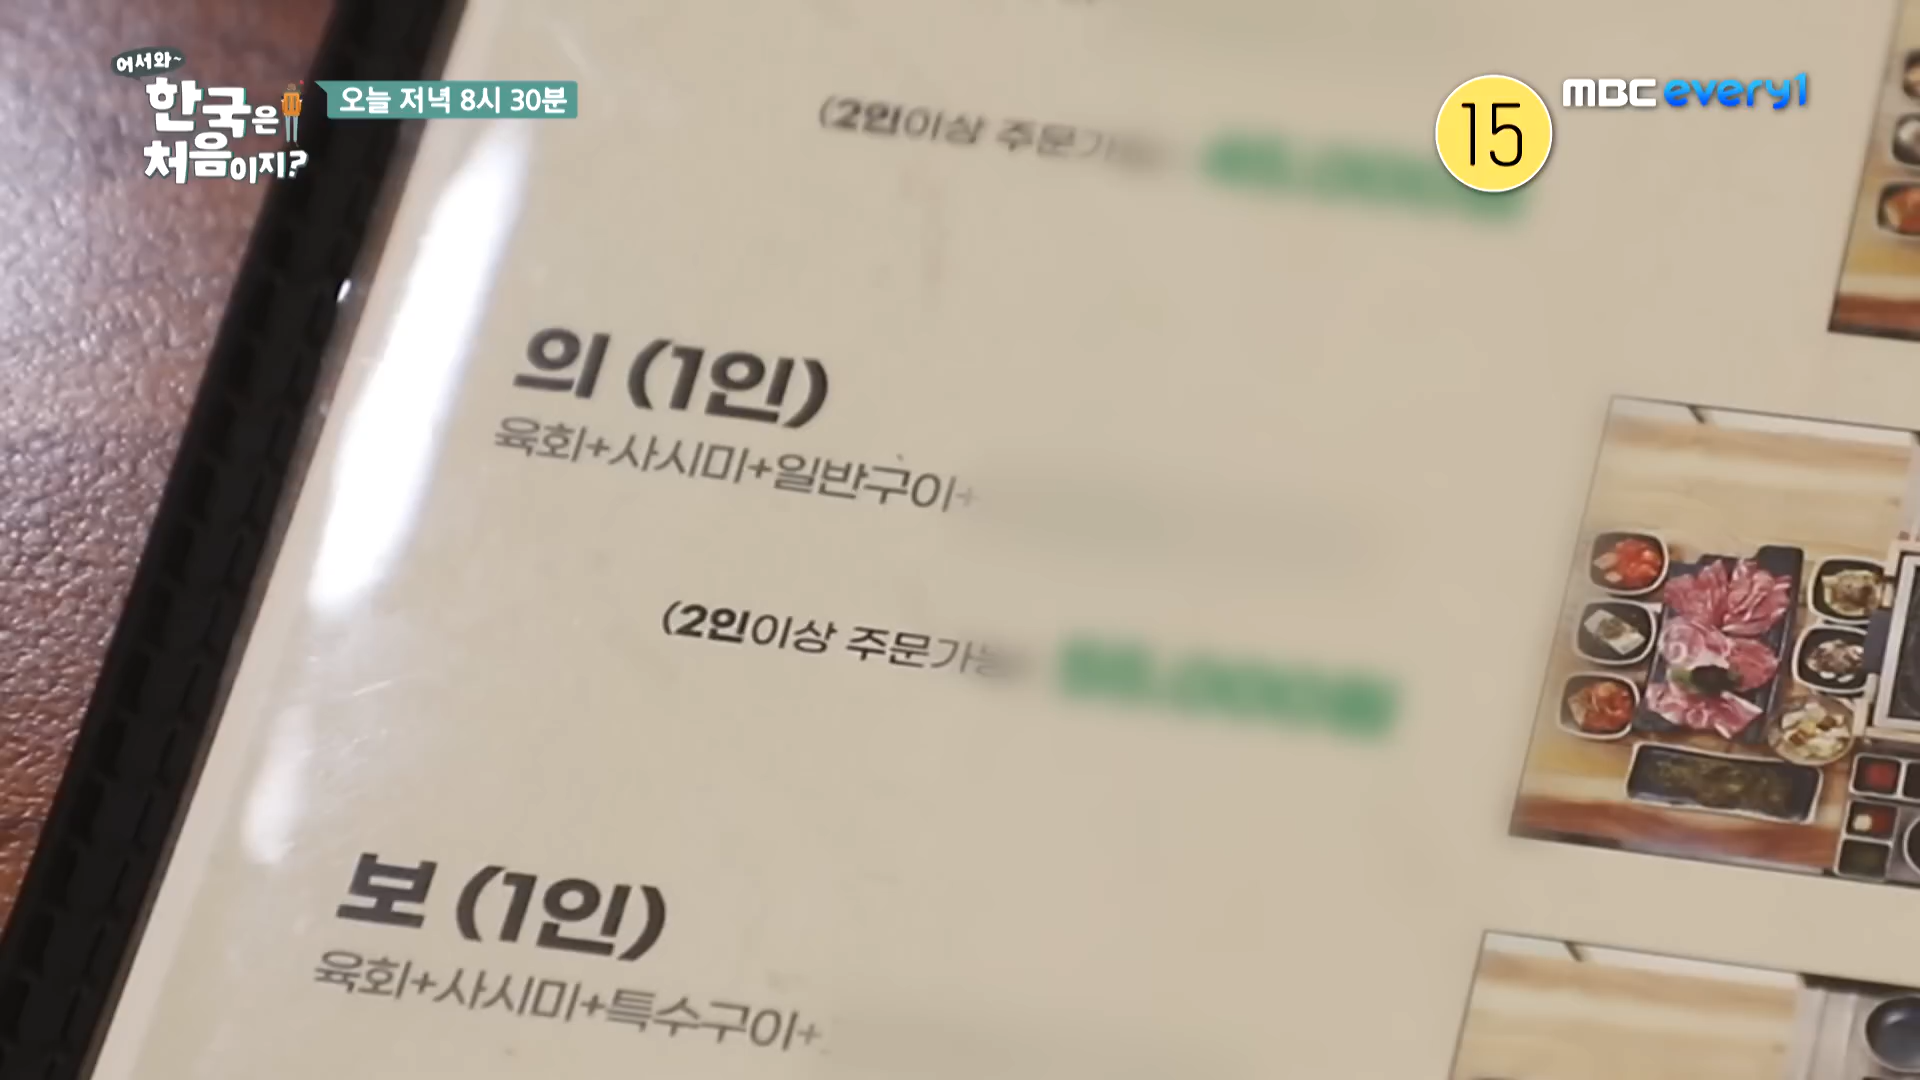 어서와~
한국은
처음이지?
오늘 저녁 8시 30분
15
MBC every1
(2인이상 주문가능
의 (1인)
육회+사시미+일반구이+
(2인이상 주문가능
보 (1인)
육회+사시미+특수구이+